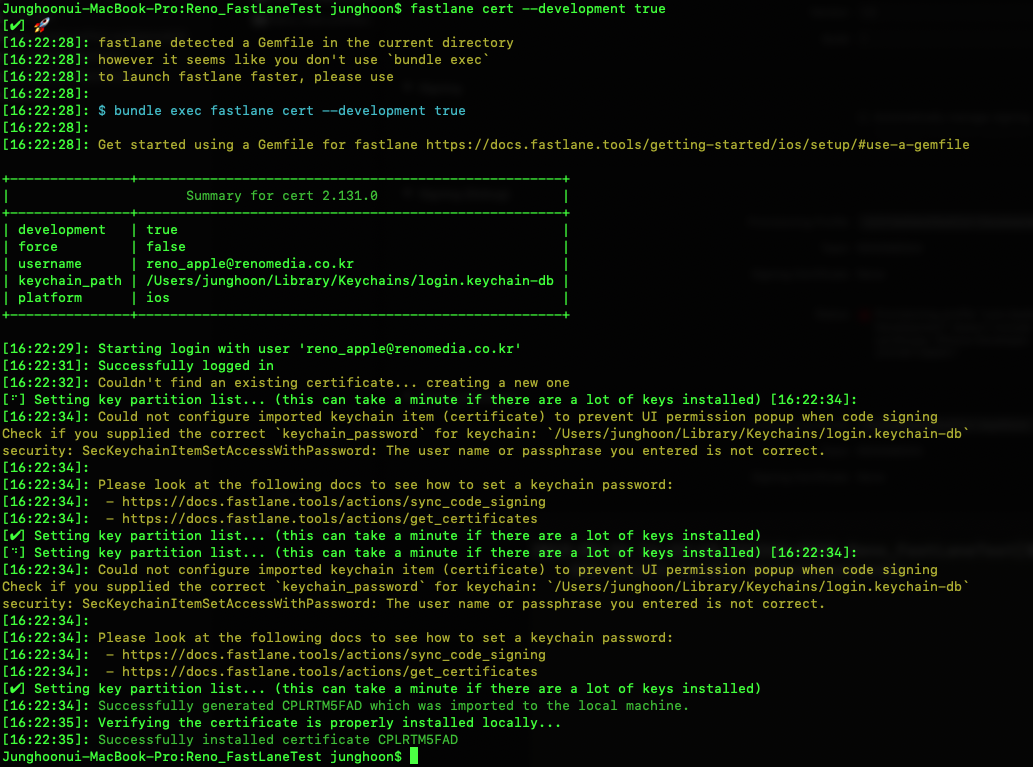 Junghoonui-MacBook-Pro:Reno_FastLaneTest junghoon$ fastlane cert --development true
[✔] 🚀
[16:22:28]: fastlane detected a Gemfile in the current directory
[16:22:28]: however it seems like you don't use `bundle exec`
[16:22:28]: to launch fastlane faster, please use
[16:22:28]:
[16:22:28]: $ bundle exec fastlane cert --development true
[16:22:28]:
[16:22:28]: Get started using a Gemfile for fastlane https://docs.fastlane.tools/getting-started/ios/setup/#use-a-gemfile
+---------------+-----------------------------------------------------+
| Summary for cert 2.131.0 |
+---------------+-----------------------------------------------------+
| development | true |
| force | false |
| username | reno_apple@renomedia.co.kr |
| keychain_path | /Users/junghoon/Library/Keychains/login.keychain-db |
| platform | ios |
+---------------+-----------------------------------------------------+
[16:22:29]: Starting login with user 'reno_apple@renomedia.co.kr'
[16:22:31]: Successfully logged in
[16:22:32]: Couldn't find an existing certificate... creating a new one
[⠋] Setting key partition list... (this can take a minute if there are a lot of keys installed) [16:22:34]:
[16:22:34]: Could not configure imported keychain item (certificate) to prevent UI permission popup when code signing
Check if you supplied the correct `keychain_password` for keychain: `/Users/junghoon/Library/Keychains/login.keychain-db`
security: SecKeychainItemSetAccessWithPassword: The user name or passphrase you entered is not correct.
[16:22:34]:
[16:22:34]: Please look at the following docs to see how to set a keychain password:
[16:22:34]:  - https://docs.fastlane.tools/actions/sync_code_signing
[16:22:34]:  - https://docs.fastlane.tools/actions/get_certificates
[✔] Setting key partition list... (this can take a minute if there are a lot of keys installed)
[⠙] Setting key partition list... (this can take a minute if there are a lot of keys installed) [16:22:34]:
[16:22:34]: Could not configure imported keychain item (certificate) to prevent UI permission popup when code signing
Check if you supplied the correct `keychain_password` for keychain: `/Users/junghoon/Library/Keychains/login.keychain-db`
security: SecKeychainItemSetAccessWithPassword: The user name or passphrase you entered is not correct.
[16:22:34]:
[16:22:34]: Please look at the following docs to see how to set a keychain password:
[16:22:34]:  - https://docs.fastlane.tools/actions/sync_code_signing
[16:22:34]:  - https://docs.fastlane.tools/actions/get_certificates
[✔] Setting key partition list... (this can take a minute if there are a lot of keys installed)
[16:22:34]: Successfully generated CPLRTM5FAD which was imported to the local machine.
[16:22:35]: Verifying the certificate is properly installed locally...
[16:22:35]: Successfully installed certificate CPLRTM5FAD
Junghoonui-MacBook-Pro:Reno_FastLaneTest junghoon$